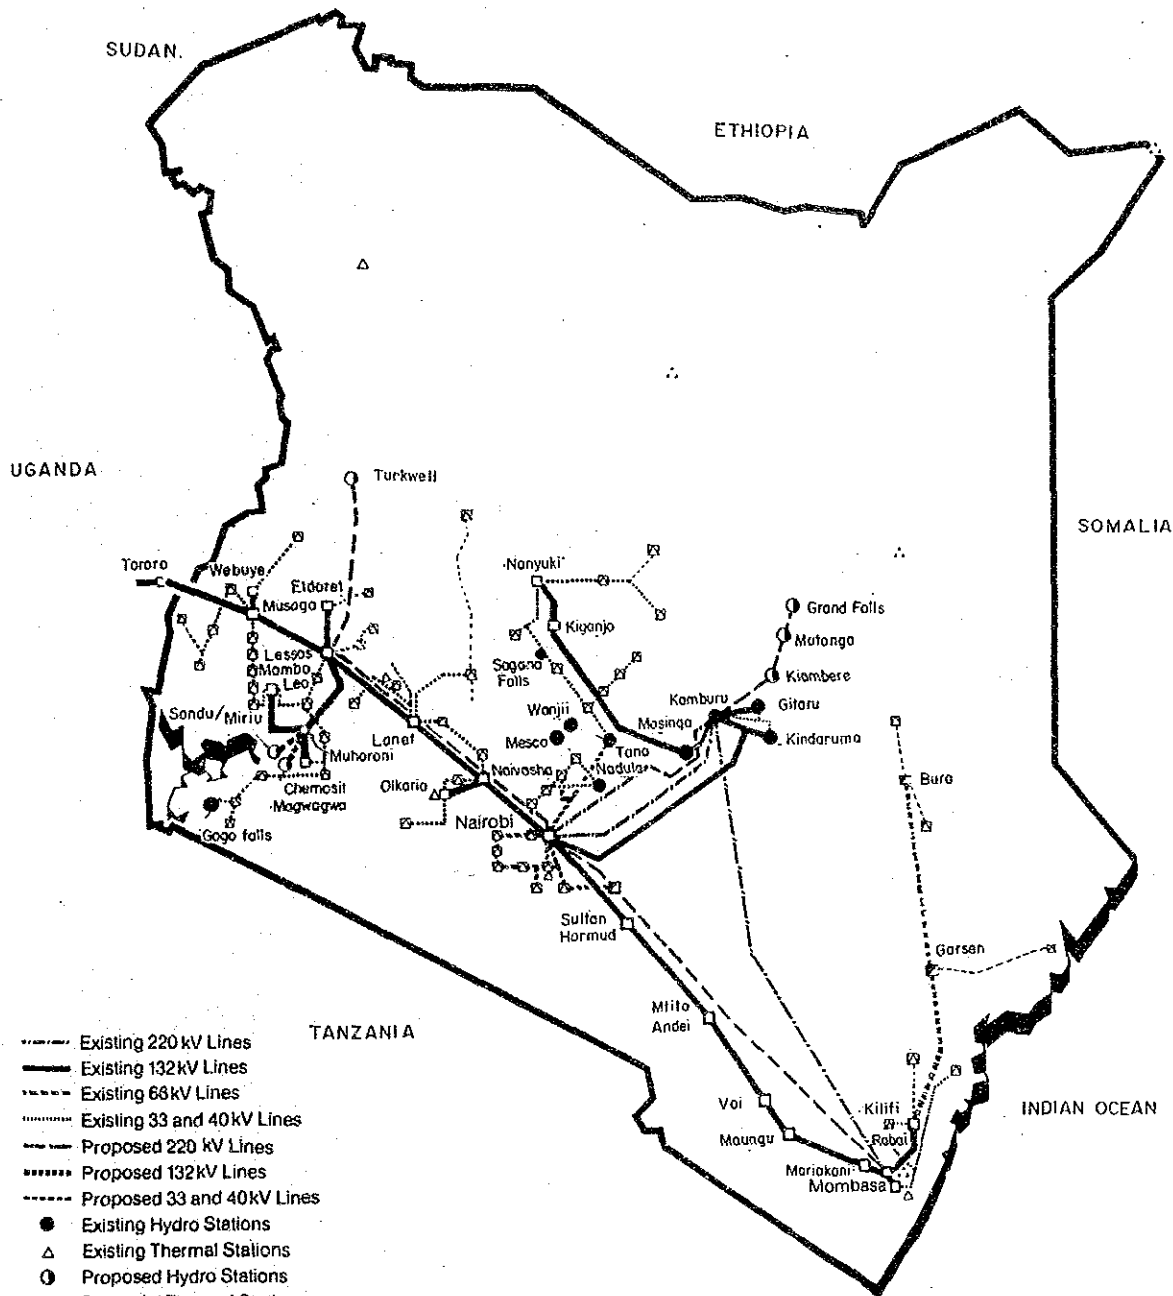 SUDAN.
ETHIOPIA
UGANDA
SOMALIA
Turkwell
Tororo
Webuye
Eldoret
Musaga
Nanyuki
Grand Falls
Kiganjo
Mutonga
Lessos
Mambo
Leo
Sagana
Falls
Kiambere
Kamburu
Gitaru
Sondu/
Miriu
Wanjii
Masinga
Mesco
Tana
Kindaruma
Lanet
Muhoroni
Nadula
Naivasha
Chemosit
Olkaria
Bura
Magwagwa
Nairobi
Gogo falls
Sultan
Hormud
Garsen
TANZANIA
Mtito
Andei
Voi
Kilifi
INDIAN OCEAN
Maungu
Rabai
Mariakani
Mombasa
Existing 220 kV Lines
Existing 132kV Lines
Existing 66kV Lines
Existing 33 and 40kV Lines
Proposed 220 kV Lines
Proposed 132kV Lines
Proposed 33 and 40kV Lines
Existing Hydro Stations
Existing Thermal Stations
Proposed Hydro Stations